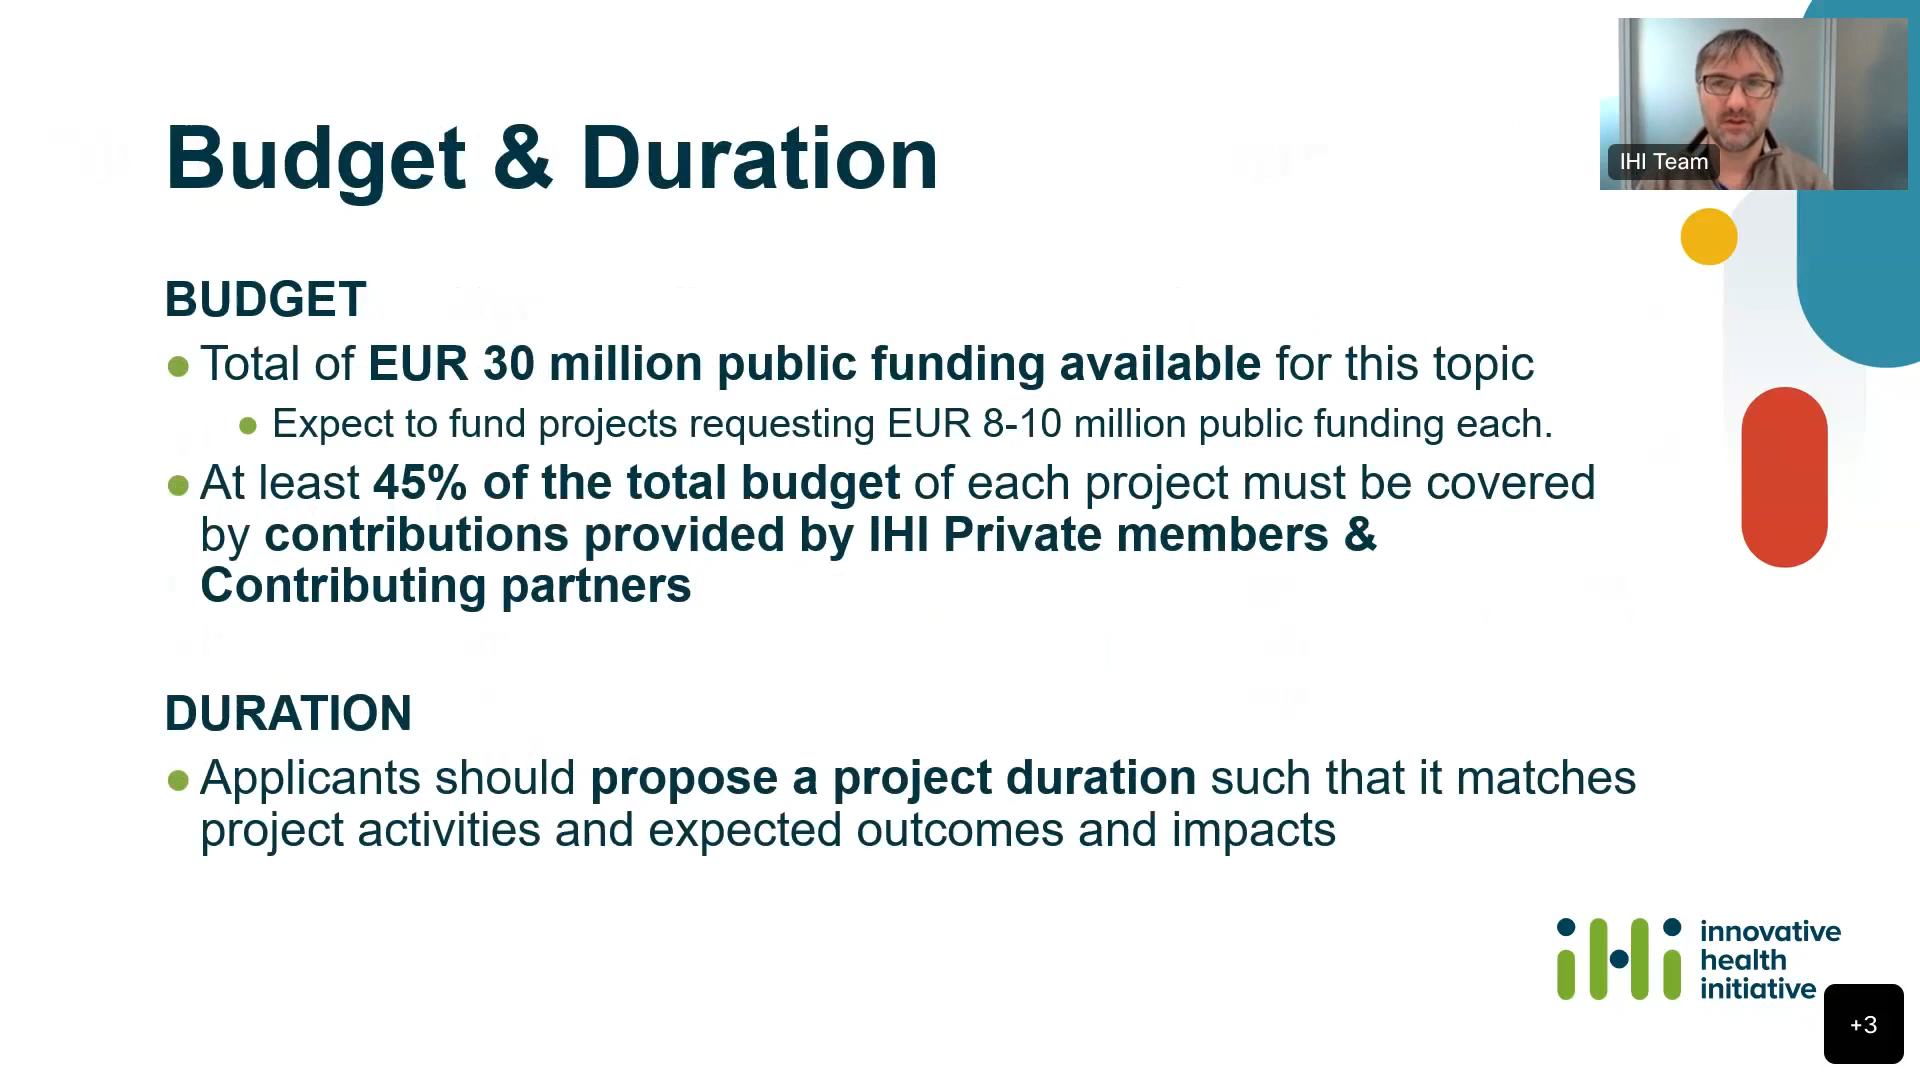 IHI Team
Budget & Duration
BUDGET
Total of EUR 30 million public funding available for this topic
Expect to fund projects requesting EUR 8-10 million public funding each.
At least 45% of the total budget of each project must be covered
by contributions provided by IHI Private members &
Contributing partners
DURATION
Applicants should propose a project duration such that it matches
project activities and expected outcomes and impacts
iHi
innovative
health
initiative
+3